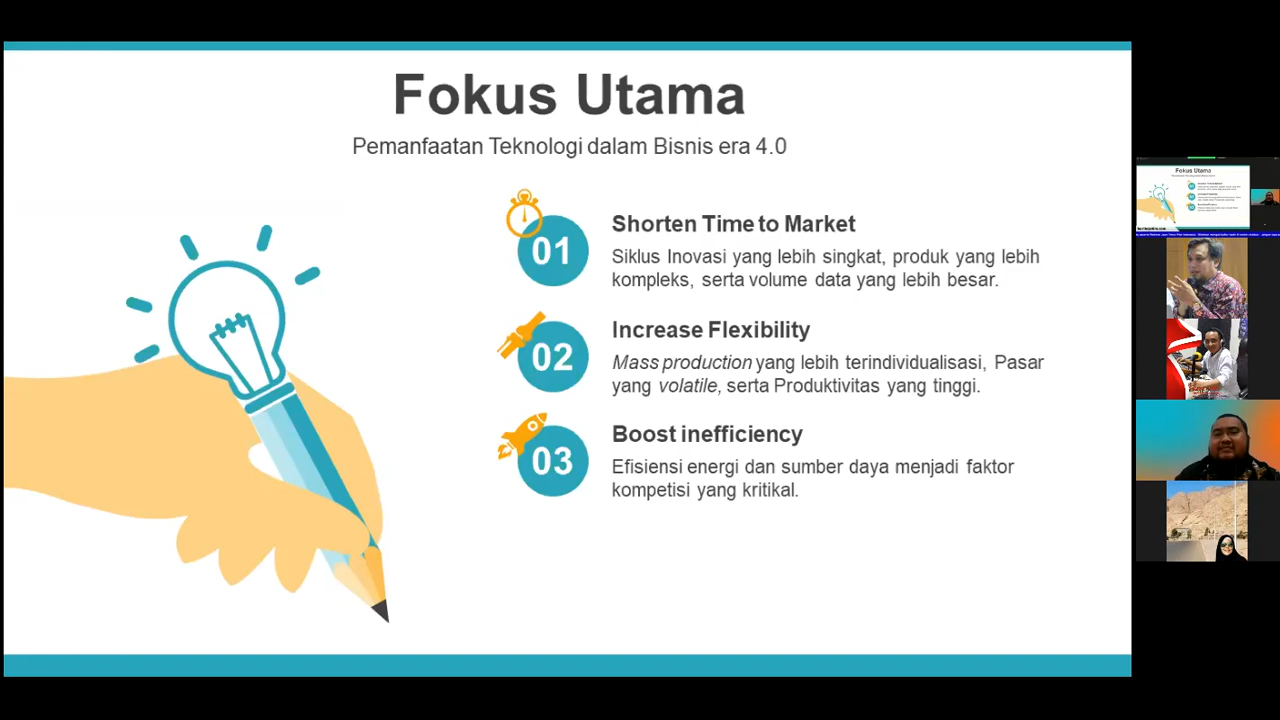 Fokus Utama
Pemanfaatan Teknologi dalam Bisnis era 4.0
01
Shorten Time to Market
Siklus Inovasi yang lebih singkat, produk yang lebih
kompleks, serta volume data yang lebih besar.
02
Increase Flexibility
Mass production yang lebih terindividualisasi, Pasar
yang volatile, serta Produktivitas yang tinggi.
03
Boost inefficiency
Efisiensi energi dan sumber daya menjadi faktor
kompetisi yang kritikal.
Fokus Utama